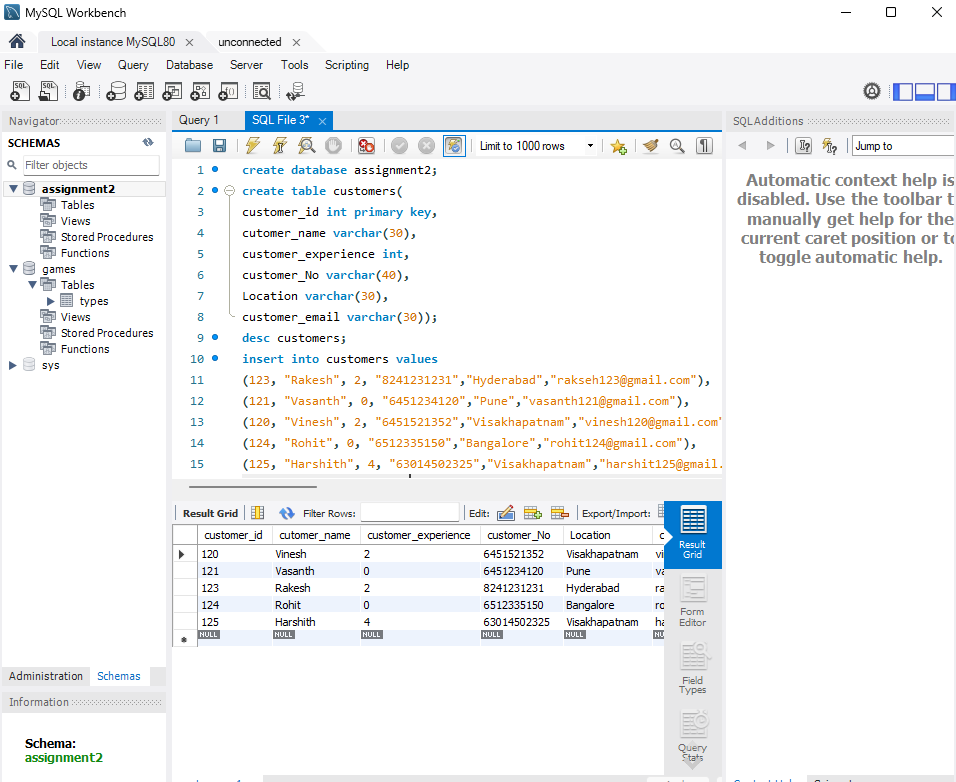 MySQL Workbench
Local instance MySQL80
unconnected
File Edit View Query Database Server Tools Scripting Help
Navigator
SCHEMAS
Filter objects
assignment2
Tables
Views
Stored Procedures
Functions
games
Tables
types
Views
Stored Procedures
Functions
sys
Administration Schemas
Information
Schema:
assignment2
Query 1 SQL File 3*
Limit to 1000 rows
1 create database assignment2;
2 create table customers(
3 customer_id int primary key,
4 cutomer_name varchar(30),
5 customer_experience int,
6 customer_No varchar(40),
7 Location varchar(30),
8 customer_email varchar(30));
9 desc customers;
10 insert into customers values
11 (123, "Rakesh", 2, "8241231231","Hyderabad","rakseh123@gmail.com"),
12 (121, "Vasanth", 0, "6451234120","Pune","vasanth121@gmail.com"),
13 (120, "Vinesh", 2, "6451521352","Visakhapatnam","vinesh120@gmail.com"
14 (124, "Rohit", 0, "6512335150","Bangalore","rohit124@gmail.com"),
15 (125, "Harshith", 4, "63014502325","Visakhapatnam","harshit125@gmail.
Result Grid Filter Rows: Edit: Export/Import:
customer_id cutomer_name customer_experience customer_No Location c
120 Vinesh 2 6451521352 Visakhapatnam vi
121 Vasanth 0 6451234120 Pune va
123 Rakesh 2 8241231231 Hyderabad ra
124 Rohit 0 6512335150 Bangalore ro
125 Harshith 4 63014502325 Visakhapatnam ha
NULL NULL NULL NULL NULL NU
Result
Grid
Form
Editor
Field
Types
Query
Stats
SQLAdditions
Jump to
Automatic context help is
disabled. Use the toolbar t
manually get help for the
current caret position or to
toggle automatic help.